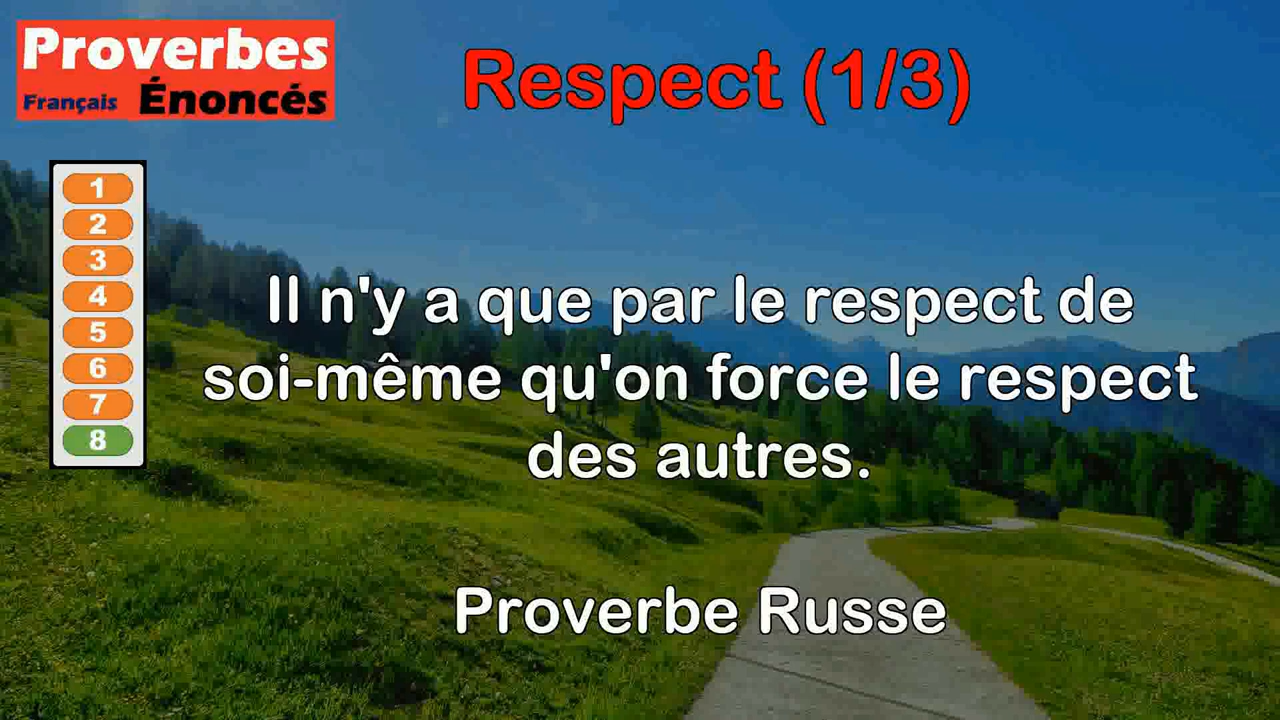 Proverbes
Français Énoncés
Respect (1/3)
1
2
3
4
5
6
7
8
Il n'y a que par le respect de
soi-même qu'on force le respect
des autres.
Proverbe Russe